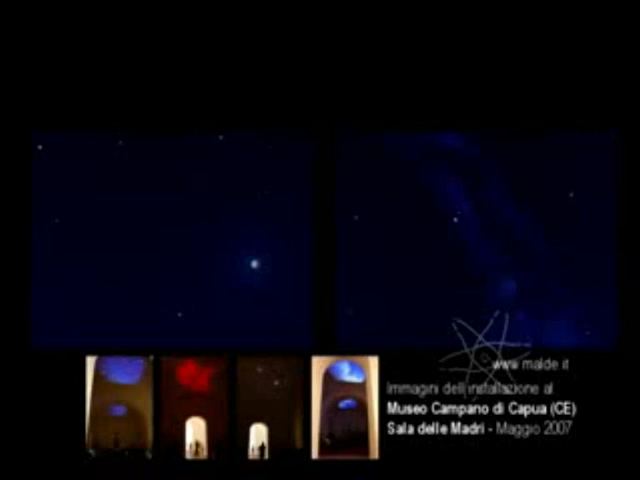 www.malde.it
Immagini dell'installazione al
Museo Campano di Capua (CE)
Sala delle Madri - Maggio 2007